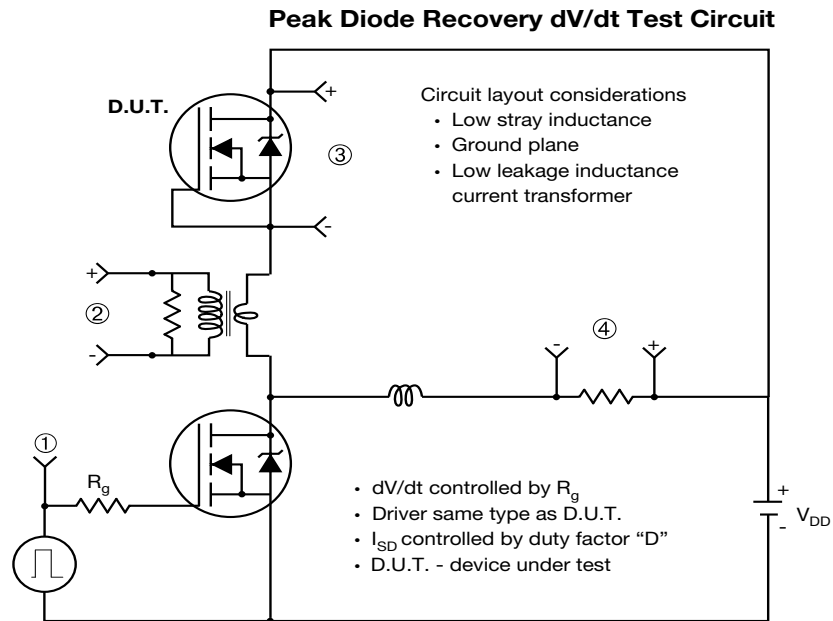 Peak Diode Recovery dV/dt Test Circuit
D.U.T.
+
③
-
Circuit layout considerations
• Low stray inductance
• Ground plane
• Low leakage inductance
current transformer
+
②
-
④
- +
①
Rg
• dV/dt controlled by Rg
• Driver same type as D.U.T.
• ISD controlled by duty factor “D”
• D.U.T. - device under test
+
VDD
-